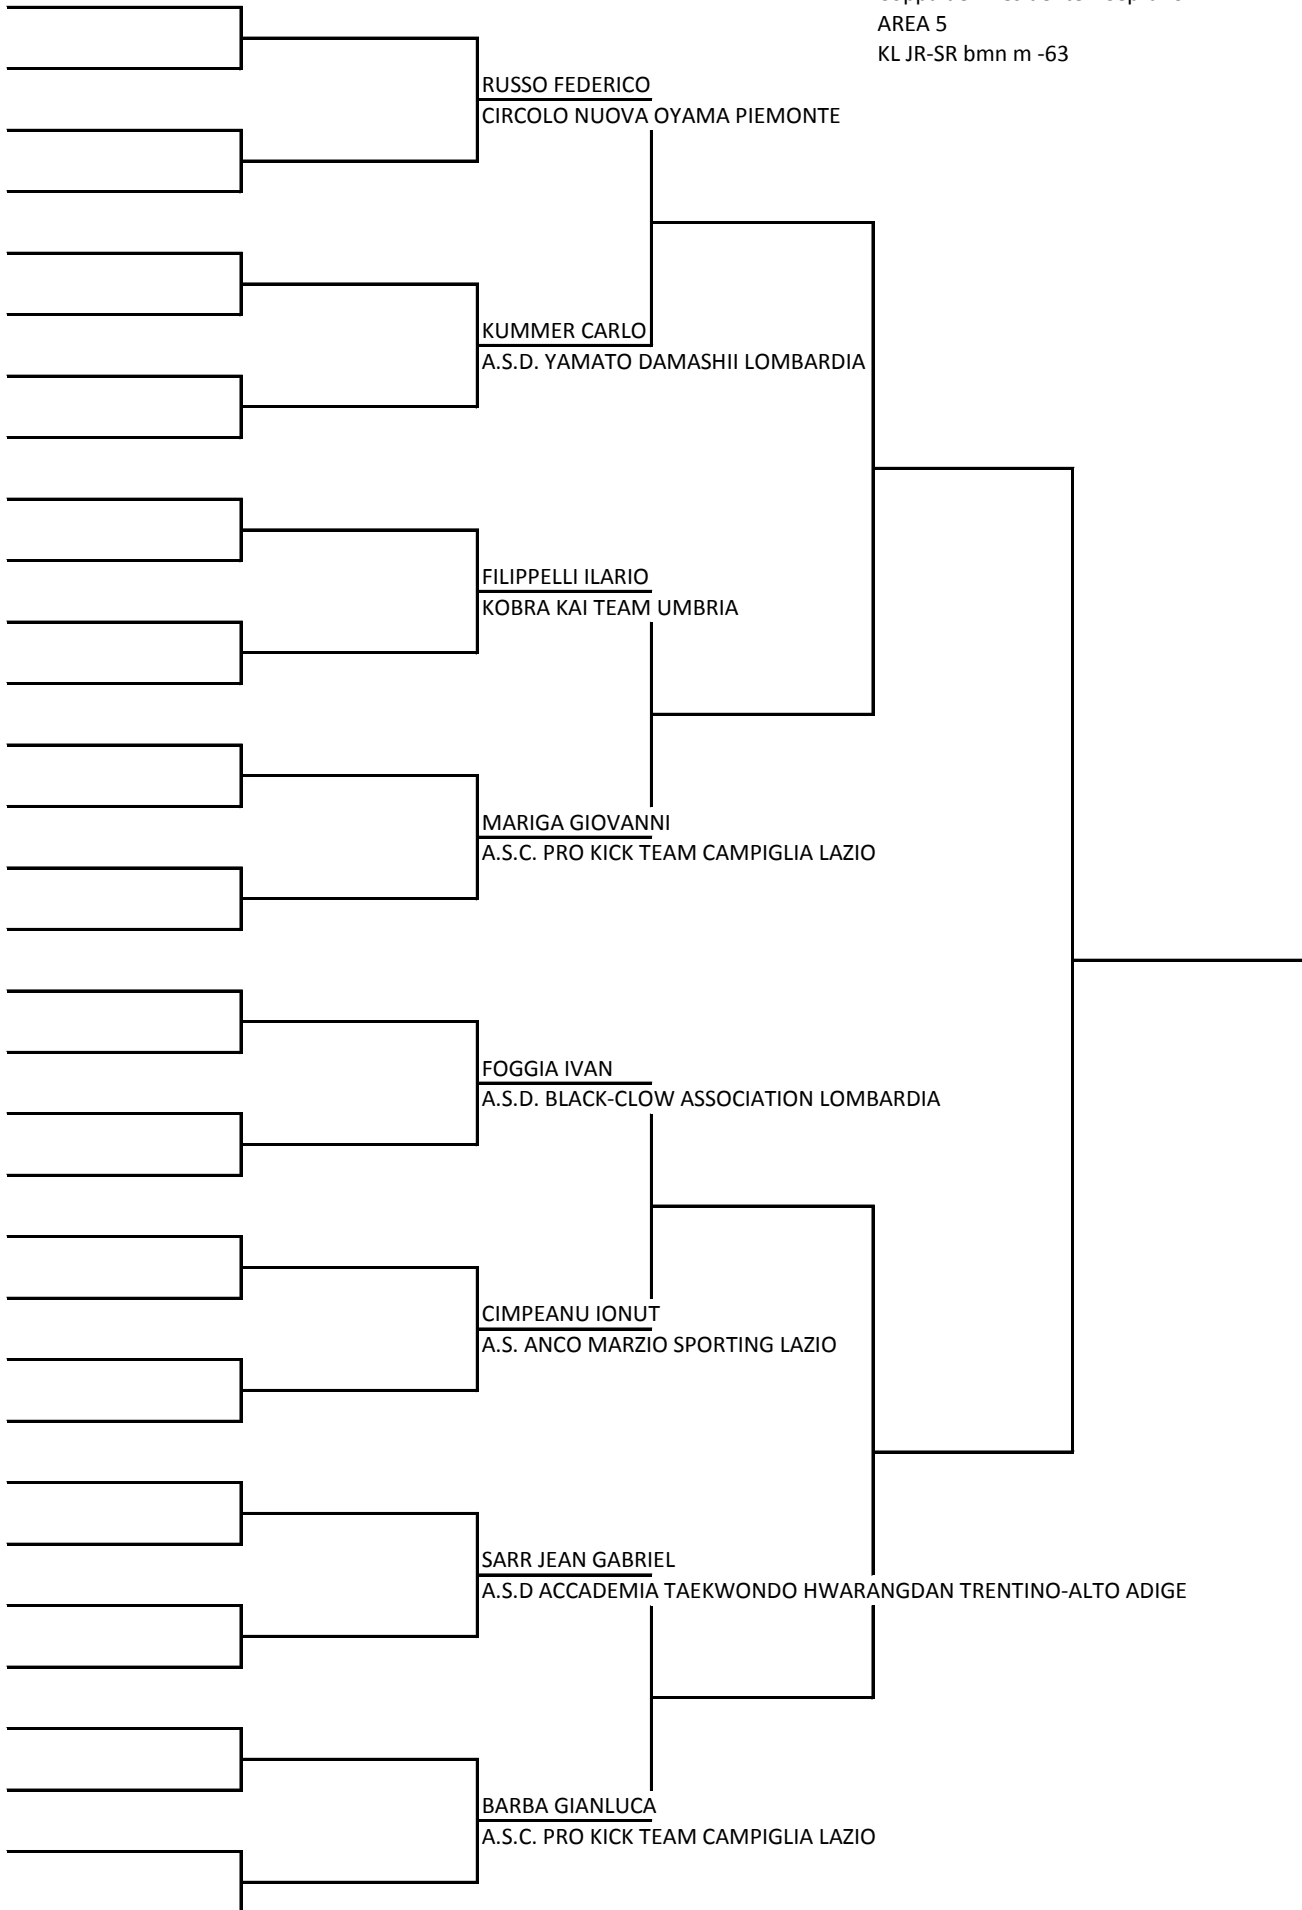 AREA 5
KL JR-SR bmn m -63
RUSSO FEDERICO
CIRCOLO NUOVA OYAMA PIEMONTE
KUMMER CARLO
A.S.D. YAMATO DAMASHII LOMBARDIA
FILIPPELLI ILARIO
KOBRA KAI TEAM UMBRIA
MARIGA GIOVANNI
A.S.C. PRO KICK TEAM CAMPIGLIA LAZIO
FOGGIA IVAN
A.S.D. BLACK-CLOW ASSOCIATION LOMBARDIA
CIMPEANU IONUT
A.S. ANCO MARZIO SPORTING LAZIO
SARR JEAN GABRIEL
A.S.D ACCADEMIA TAEKWONDO HWARANGDAN TRENTINO-ALTO ADIGE
BARBA GIANLUCA
A.S.C. PRO KICK TEAM CAMPIGLIA LAZIO